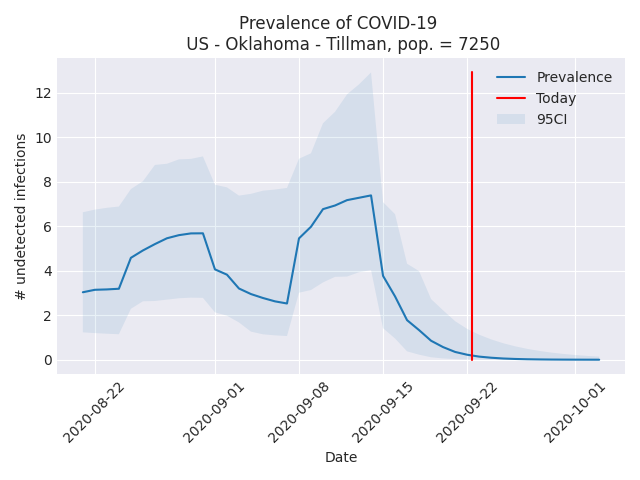 Prevalence of COVID-19
US - Oklahoma - Tillman, pop. = 7250
Prevalence
Today
95CI
# undetected infections
12
10
8
6
4
2
0
2020-08-22
2020-09-01
2020-09-08
2020-09-15
2020-09-22
2020-10-01
Date